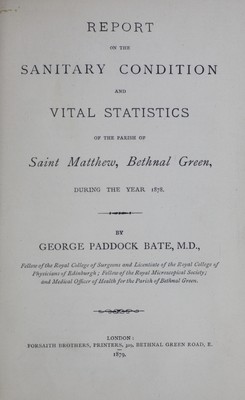 REPORT
ON THE
SANITARY CONDITION
AND
VITAL STATISTICS
OF THE PARISH OF
Saint Matthew, Bethnal Green,
DURING THE YEAR 1878,
BY
GEORGE PADDOCK BATE, M.D.,
Fellow of the Royal College of Surgeons and Licentiate of the Royal College of
Physicians of Edinburgh; Fellow of the Royal Microscopical Society;
and Medical Officer of Health for the Parish of Bethnal Green.
LONDON:
FORSAITH BROTHERS, PRINTERS, BETHNAL GREEN ROAD, E.
1879.